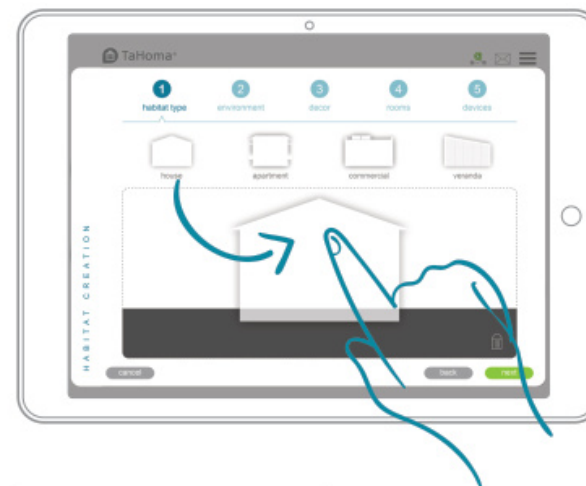 TaHoma®
1 2 3 4 5
habitat type environment decor rooms devices
house apartment commercial veranda
HABITAT CREATION
cancel back next